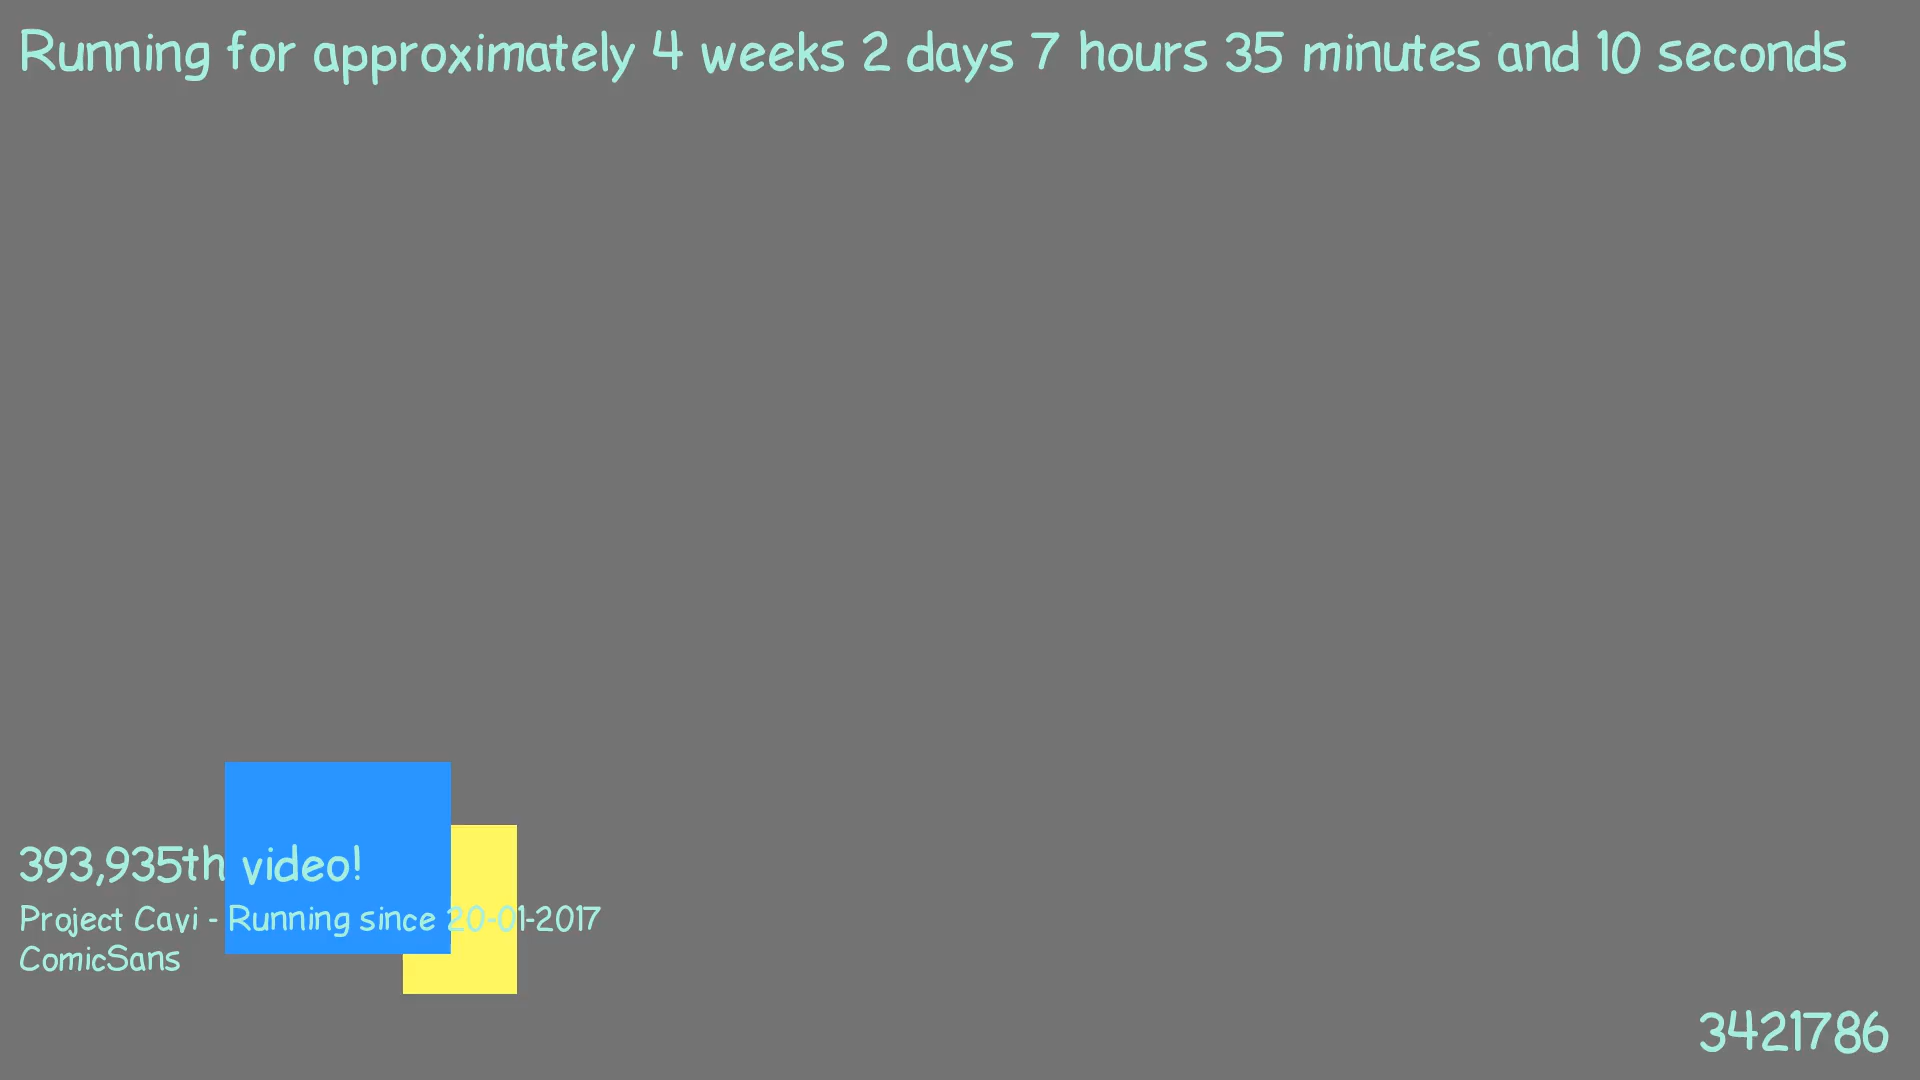 Running for approximately 4 weeks 2 days 7 hours 35 minutes and 10 seconds
393,935th video!
Project Cavi - Running since 20-01-2017
ComicSans
3421786